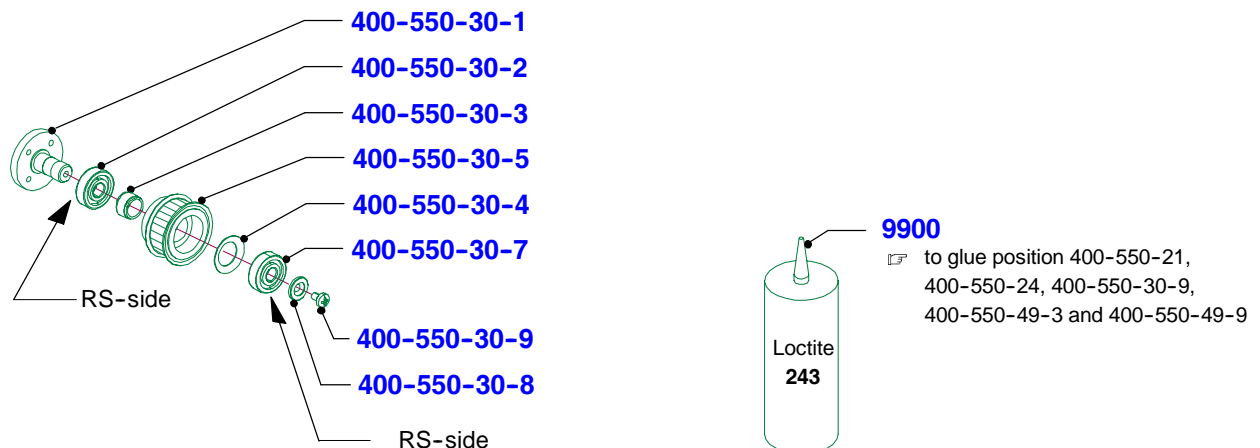 400-550-30-1
400-550-30-2
400-550-30-3
400-550-30-5
400-550-30-4
400-550-30-7
RS-side
400-550-30-9
400-550-30-8
RS-side
9900
☞ to glue position 400-550-21,
400-550-24, 400-550-30-9,
400-550-49-3 and 400-550-49-9
Loctite
243